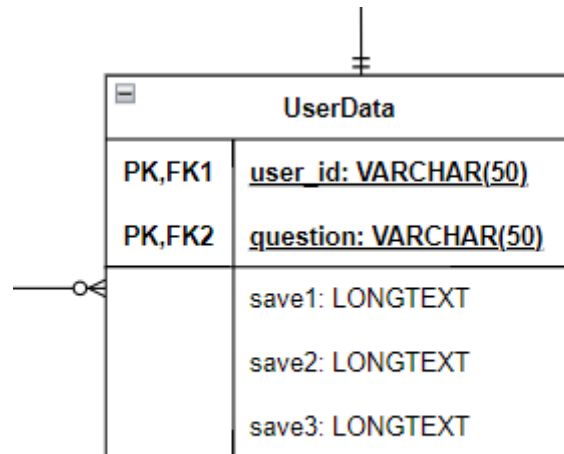 UserData
PK,FK1 user_id: VARCHAR(50)
PK,FK2 question: VARCHAR(50)
save1: LONGTEXT
save2: LONGTEXT
save3: LONGTEXT